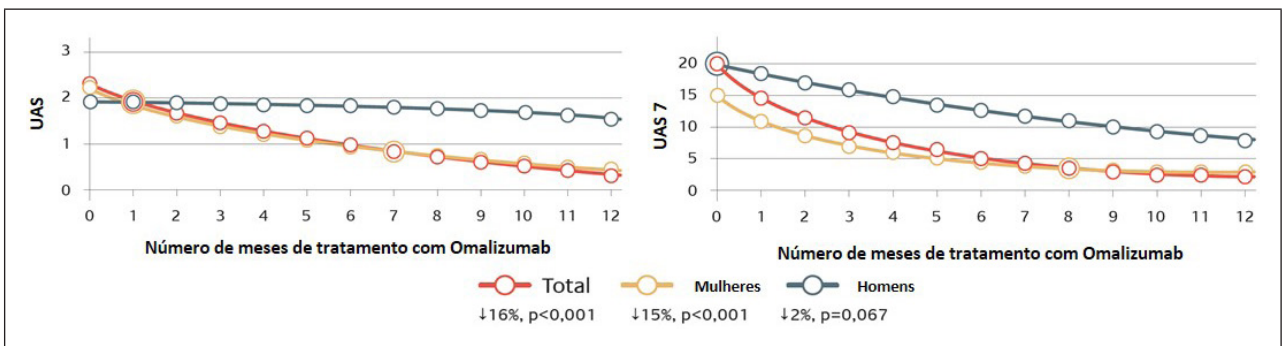 3
2
1
0
UAS
0 1 2 3 4 5 6 7 8 9 10 11 12
Número de meses de tratamento com Omalizumab
20
15
10
5
0
UAS 7
0 1 2 3 4 5 6 7 8 9 10 11 12
Número de meses de tratamento com Omalizumab
Total Mulheres Homens
↓16%, p<0,001 ↓15%, p<0,001 ↓2%, p=0,067